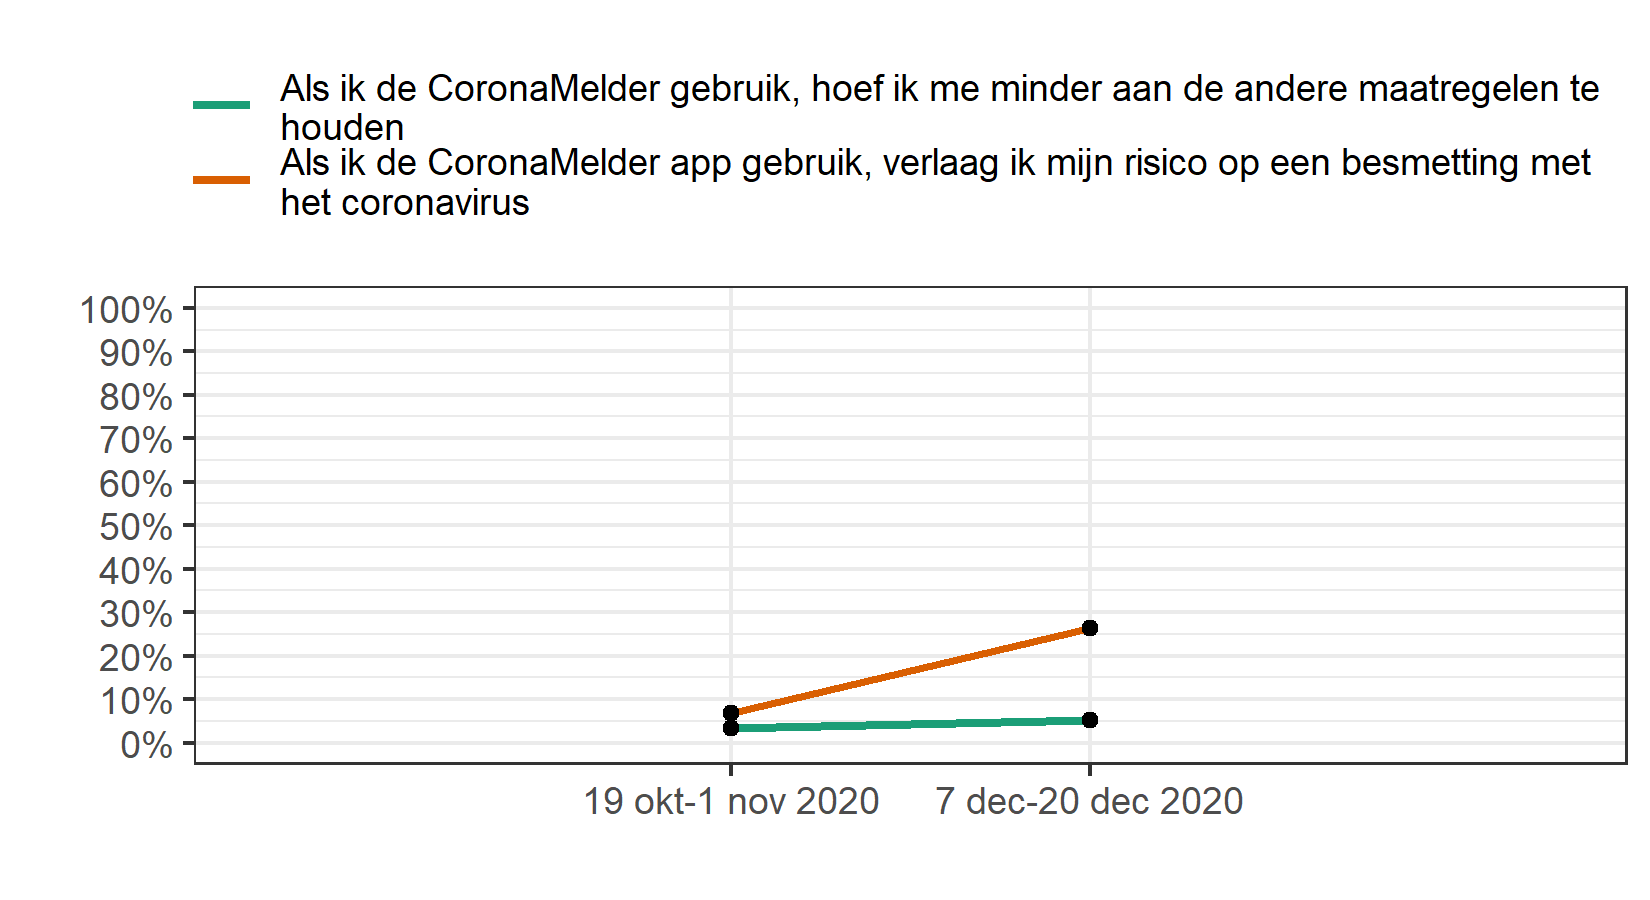 Als ik de CoronaMelder gebruik, hoef ik me minder aan de andere maatregelen te
houden
Als ik de CoronaMelder app gebruik, verlaag ik mijn risico op een besmetting met
het coronavirus
100%
90%
80%
70%
60%
50%
40%
30%
20%
10%
0%
19 okt-1 nov 2020
7 dec-20 dec 2020